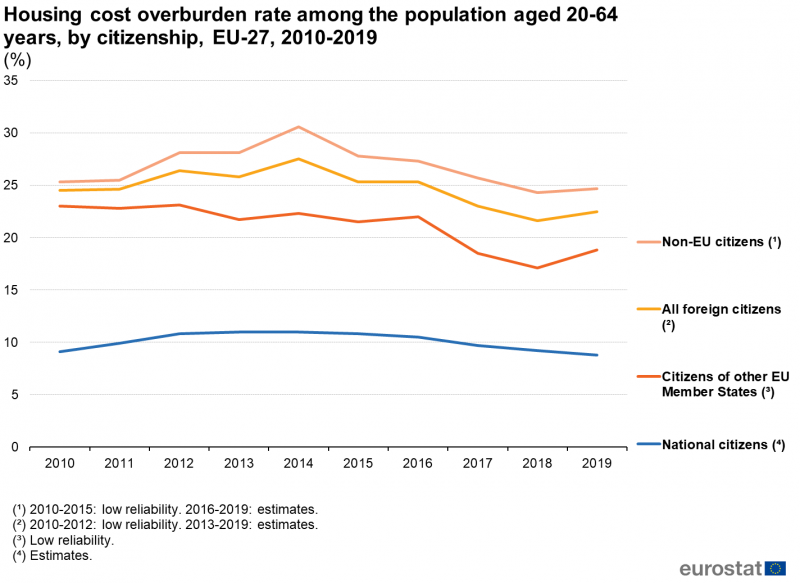 Housing cost overburden rate among the population aged 20-64
years, by citizenship, EU-27, 2010-2019
(%)
35
30
25
20
15
10
5
0
2010 2011 2012 2013 2014 2015 2016 2017 2018 2019
Non-EU citizens (¹)
All foreign citizens
(²)
Citizens of other EU
Member States (³)
National citizens (⁴)
(¹) 2010-2015: low reliability. 2016-2019: estimates.
(²) 2010-2012: low reliability. 2013-2019: estimates.
(³) Low reliability.
(⁴) Estimates.
eurostat